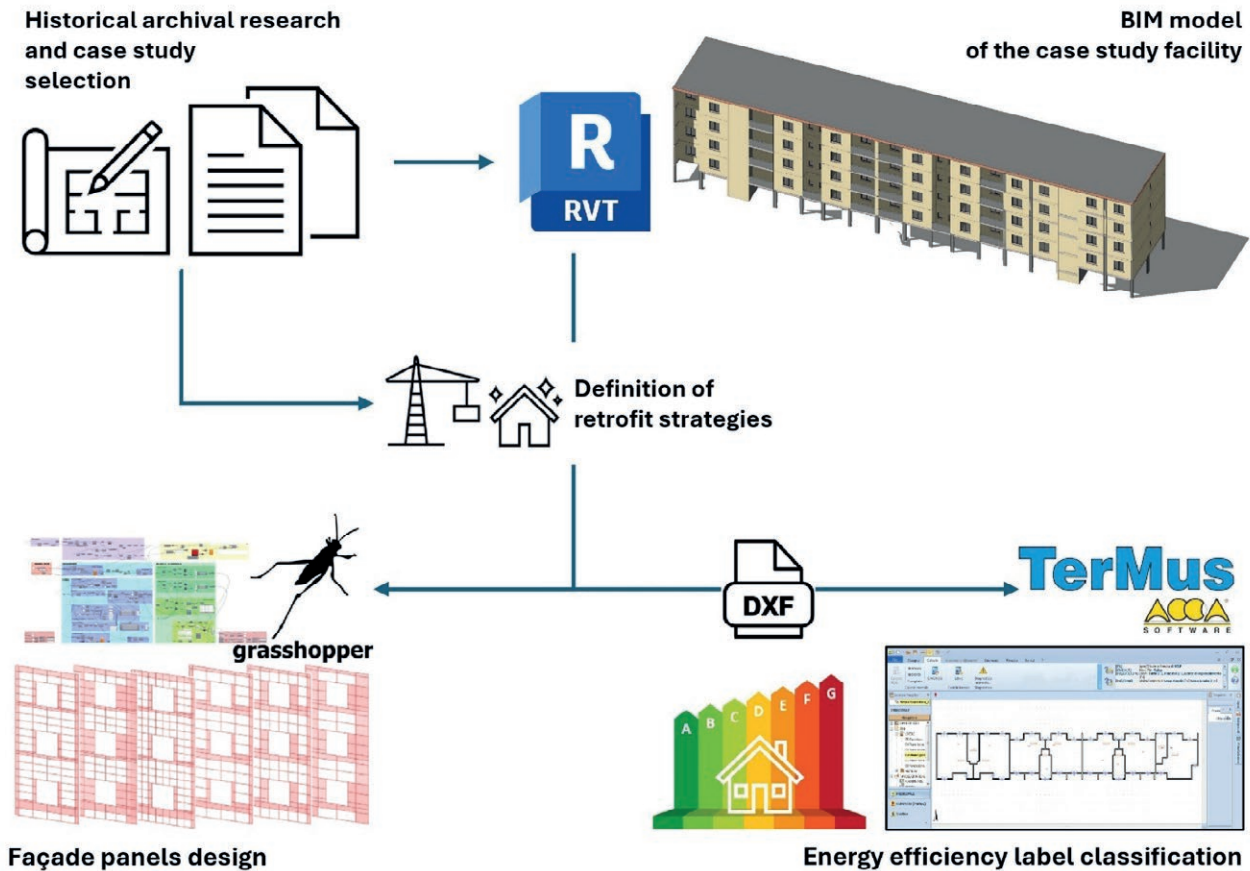 Historical archival research
and case study
selection
BIM model
of the case study facility
R
RVT
Definition of
retrofit strategies
grasshopper
DXF
TerMus
ACCA
SOFTWARE
A
B
C
D
E
F
G
Façade panels design
Energy efficiency label classification